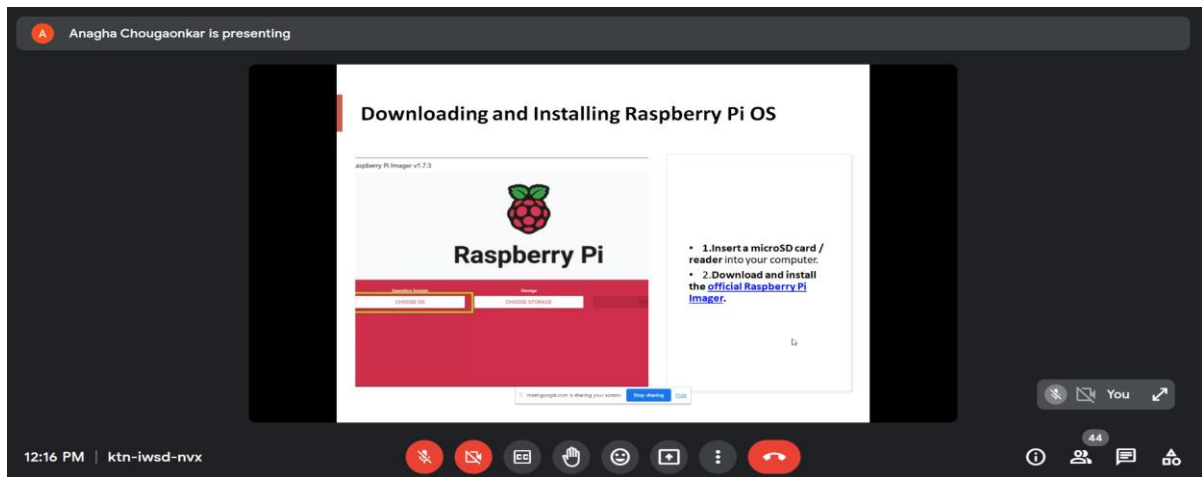 A Anagha Chougaonkar is presenting
Downloading and Installing Raspberry Pi OS
aspberry Pi Imager v1.7.3
Raspberry Pi
Operating System Storage
CHOOSE OS CHOOSE STORAGE
• 1.Insert a microSD card /
reader into your computer.
• 2.Download and install
the official Raspberry Pi
Imager.
meet.google.com is sharing your screen. Stop sharing Hide
You
44
12:16 PM | ktn-iwsd-nvx
CC